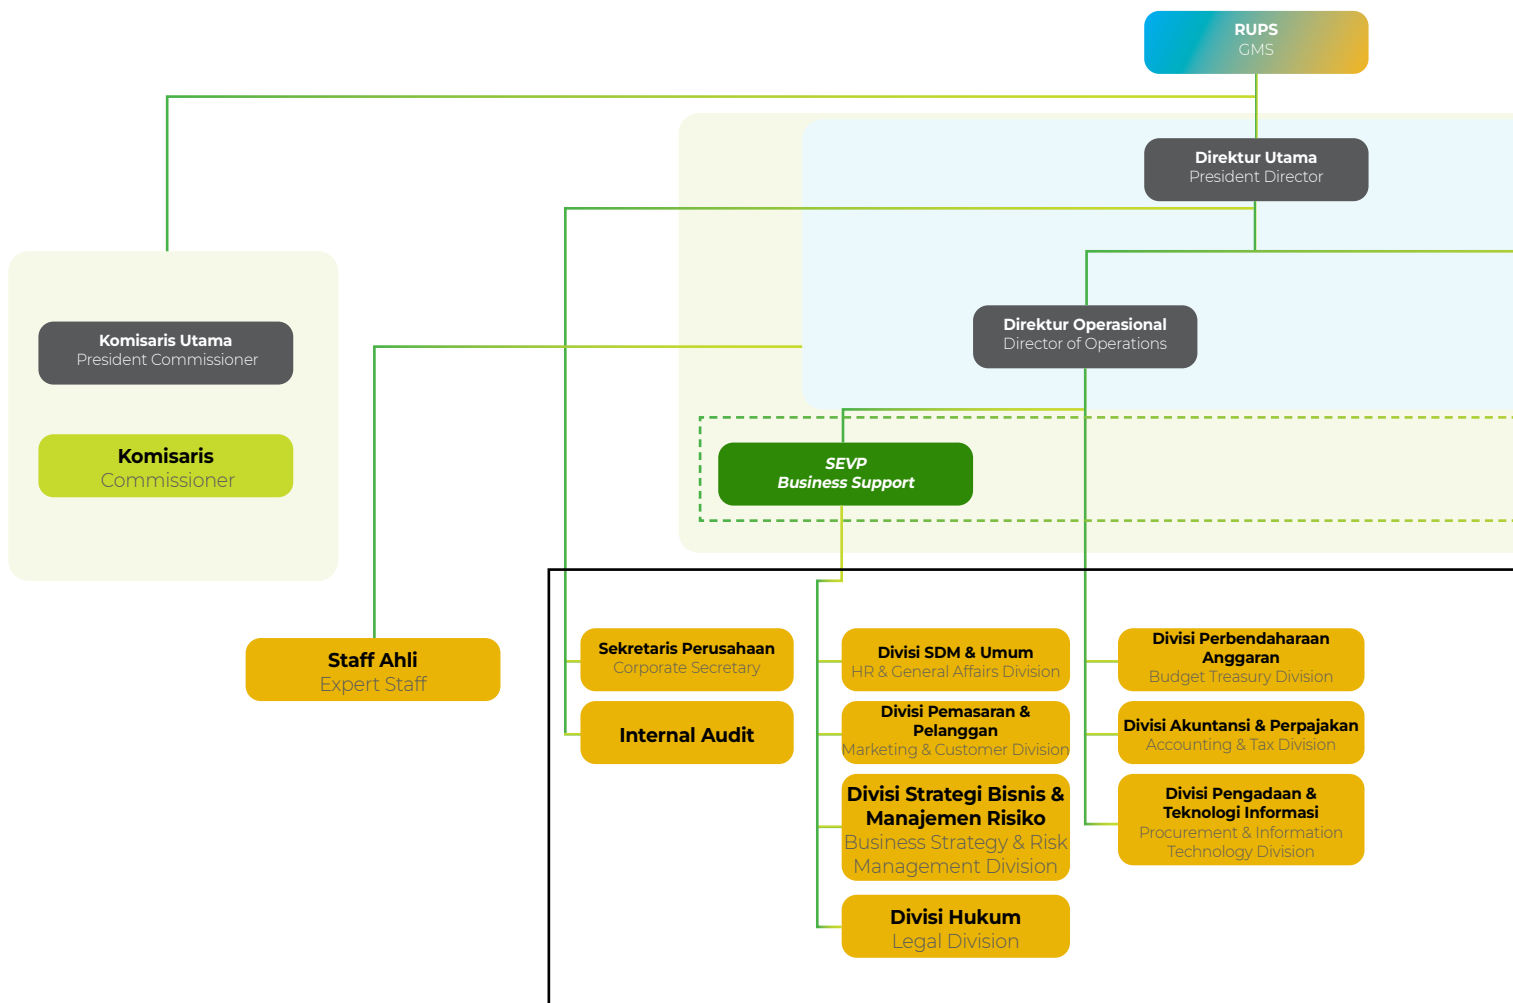 RUPS
GMS
Direktur Utama
President Director
Direktur Operasional
Director of Operations
Komisaris Utama
President Commissioner
Komisaris
Commissioner
SEVP
Business Support
Staff Ahli
Expert Staff
Sekretaris Perusahaan
Corporate Secretary
Internal Audit
Divisi SDM & Umum
HR & General Affairs Division
Divisi Pemasaran &
Pelanggan
Marketing & Customer Division
Divisi Strategi Bisnis &
Manajemen Risiko
Business Strategy & Risk
Management Division
Divisi Hukum
Legal Division
Divisi Perbendaharaan
Anggaran
Budget Treasury Division
Divisi Akuntansi & Perpajakan
Accounting & Tax Division
Divisi Pengadaan &
Teknologi Informasi
Procurement & Information
Technology Division